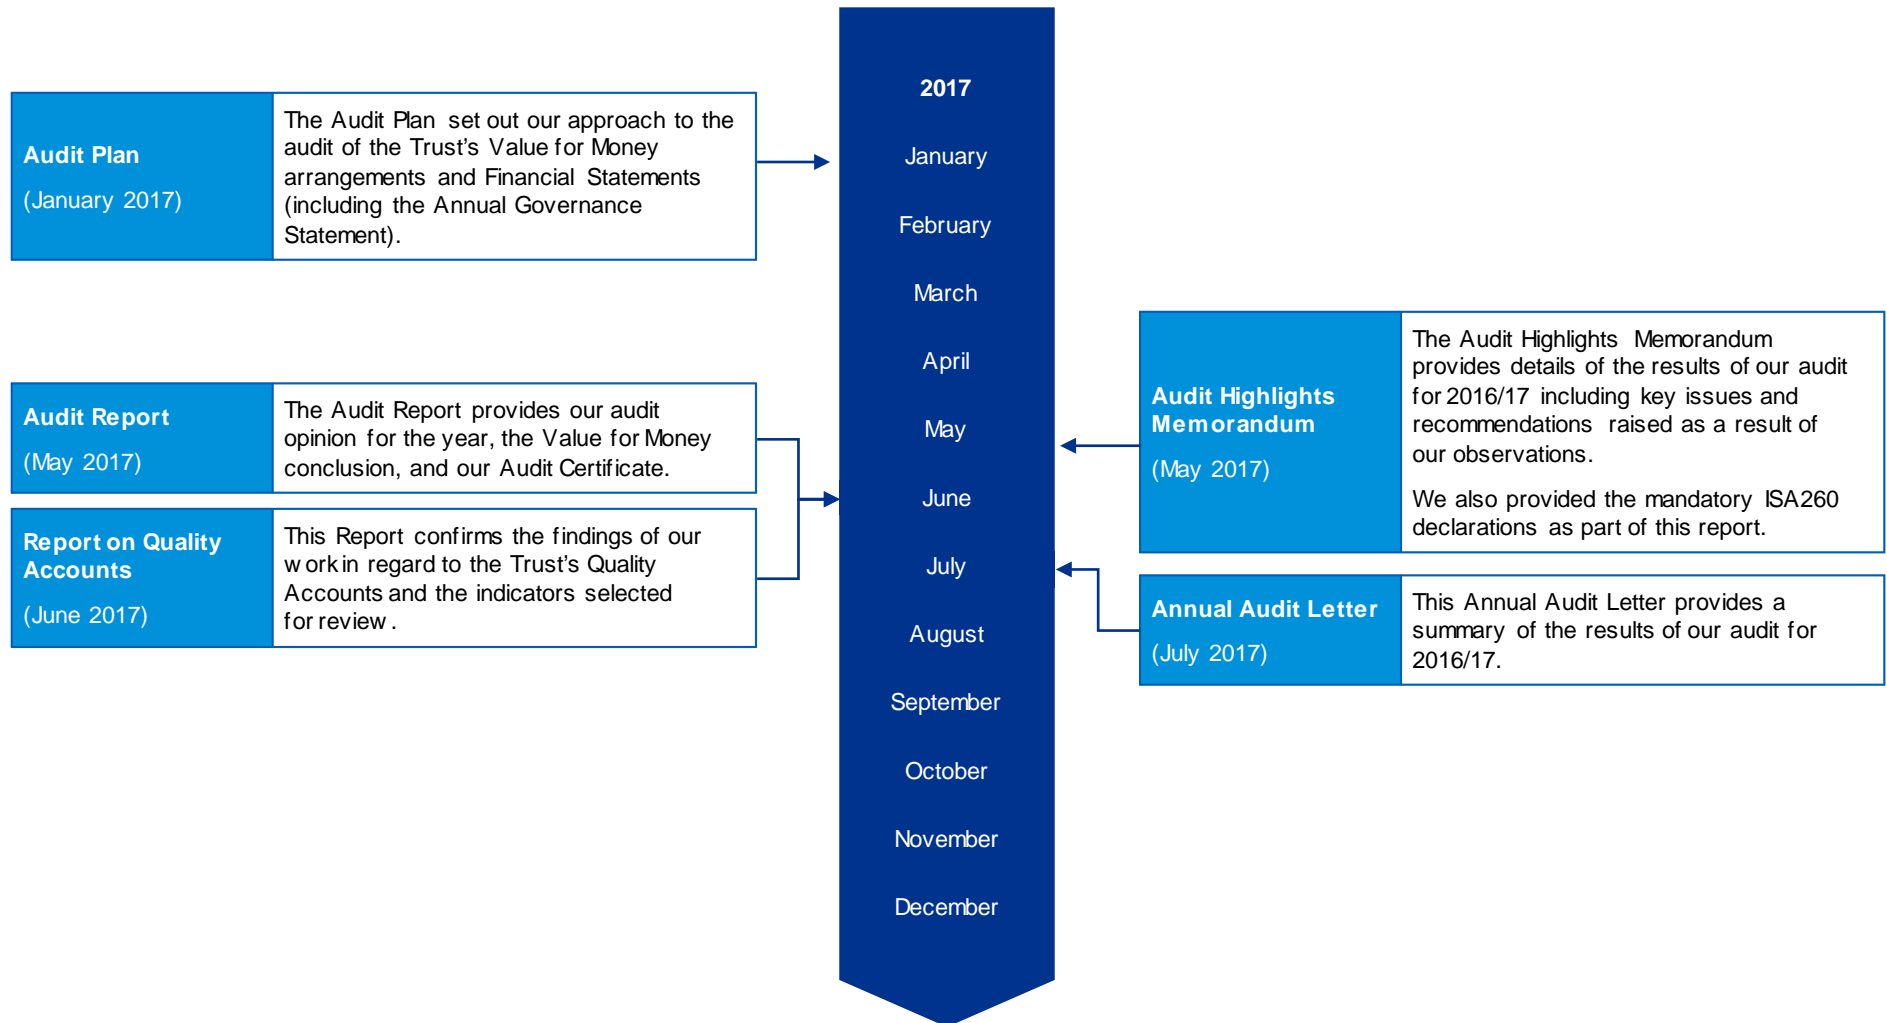 Audit Plan
(January 2017)
The Audit Plan set out our approach to the
audit of the Trust's Value for Money
arrangements and Financial Statements
(including the Annual Governance
Statement).
Audit Report
(May 2017)
The Audit Report provides our audit
opinion for the year, the Value for Money
conclusion, and our Audit Certificate.
Report on Quality
Accounts
(June 2017)
This Report confirms the findings of our
work in regard to the Trust's Quality
Accounts and the indicators selected
for review.
2017
January
February
March
April
May
June
July
August
September
October
November
December
Audit Highlights
Memorandum
(May 2017)
The Audit Highlights Memorandum
provides details of the results of our audit
for 2016/17 including key issues and
recommendations raised as a result of
our observations.
We also provided the mandatory ISA260
declarations as part of this report.
Annual Audit Letter
(July 2017)
This Annual Audit Letter provides a
summary of the results of our audit for
2016/17.